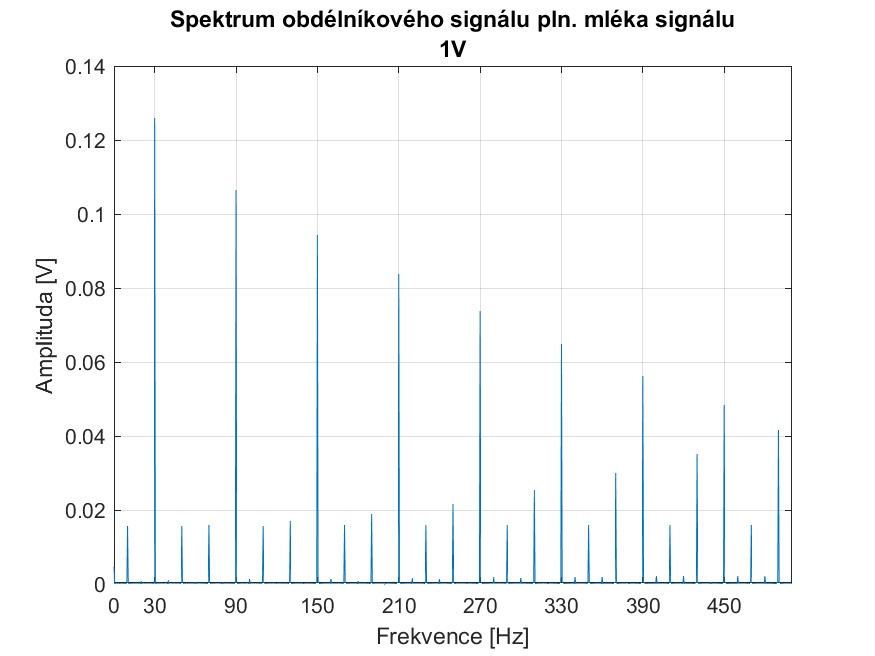 Spektrum obdélníkového signálu pln. mléka signálu
1V
0.14
0.12
0.1
0.08
0.06
0.04
0.02
0
0 30 90 150 210 270 330 390 450
Amplituda [V]
Frekvence [Hz]